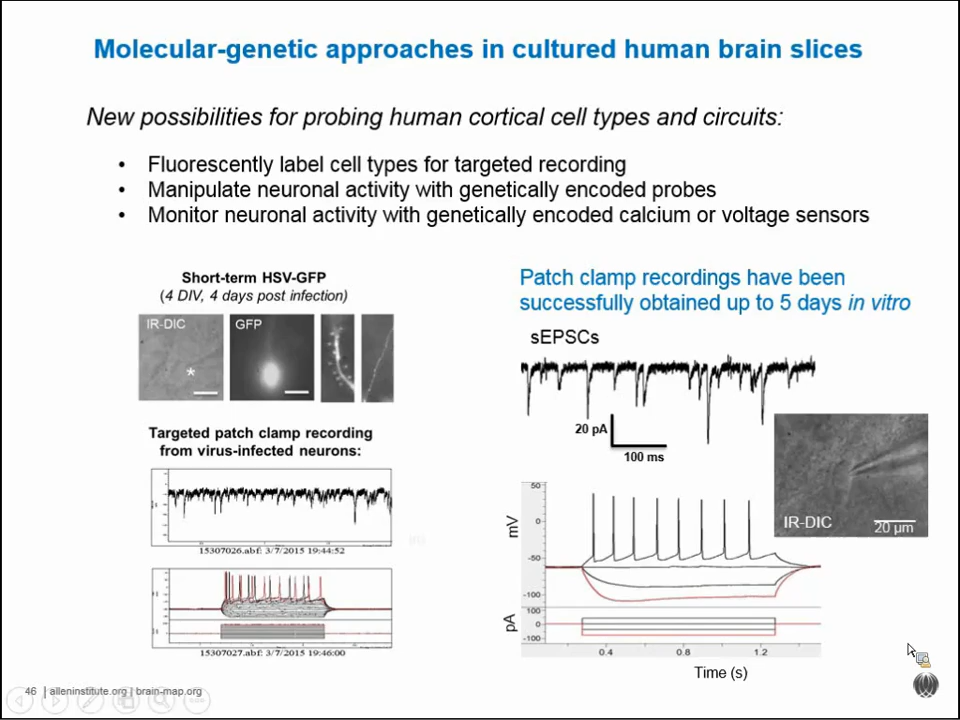 Molecular-genetic approaches in cultured human brain slices
New possibilities for probing human cortical cell types and circuits:
• Fluorescently label cell types for targeted recording
• Manipulate neuronal activity with genetically encoded probes
• Monitor neuronal activity with genetically encoded calcium or voltage sensors
Short-term HSV-GFP
(4 DIV, 4 days post infection)
IR-DIC
GFP
*
Targeted patch clamp recording
from virus-infected neurons:
15307026.abf: 3/7/2015 19:44:52
15307027.abf: 3/7/2015 19:46:00
Patch clamp recordings have been
successfully obtained up to 5 days in vitro
sEPSCs
20 pA
100 ms
IR-DIC
20 µm
mV
50
0
-50
-100
pA
100
0
-100
0.4
0.8
1.2
Time (s)
46 | alleninstitute.org | brain-map.org